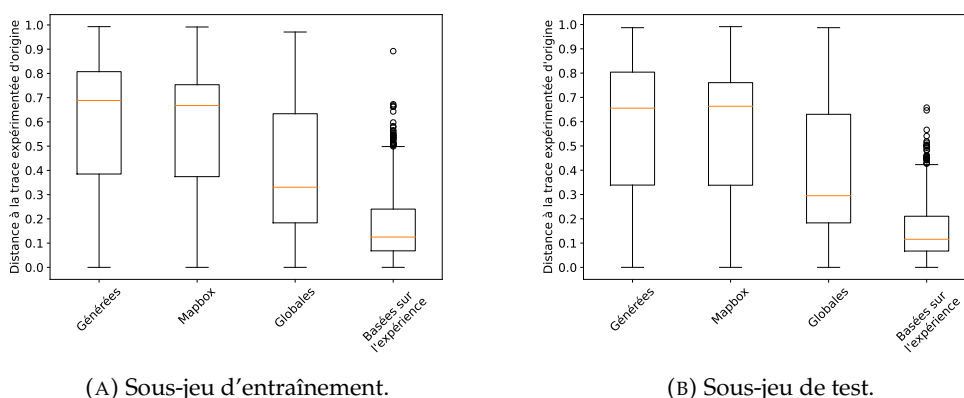 Distance à la trace expérimentée d'origine
1.0
0.9
0.8
0.7
0.6
0.5
0.4
0.3
0.2
0.1
0.0
Générées
Mapbox
Globales
Basées sur
l'expérience
(A) Sous-jeu d'entraînement.
Distance à la trace expérimentée d'origine
1.0
0.9
0.8
0.7
0.6
0.5
0.4
0.3
0.2
0.1
0.0
Générées
Mapbox
Globales
Basées sur
l'expérience
(B) Sous-jeu de test.